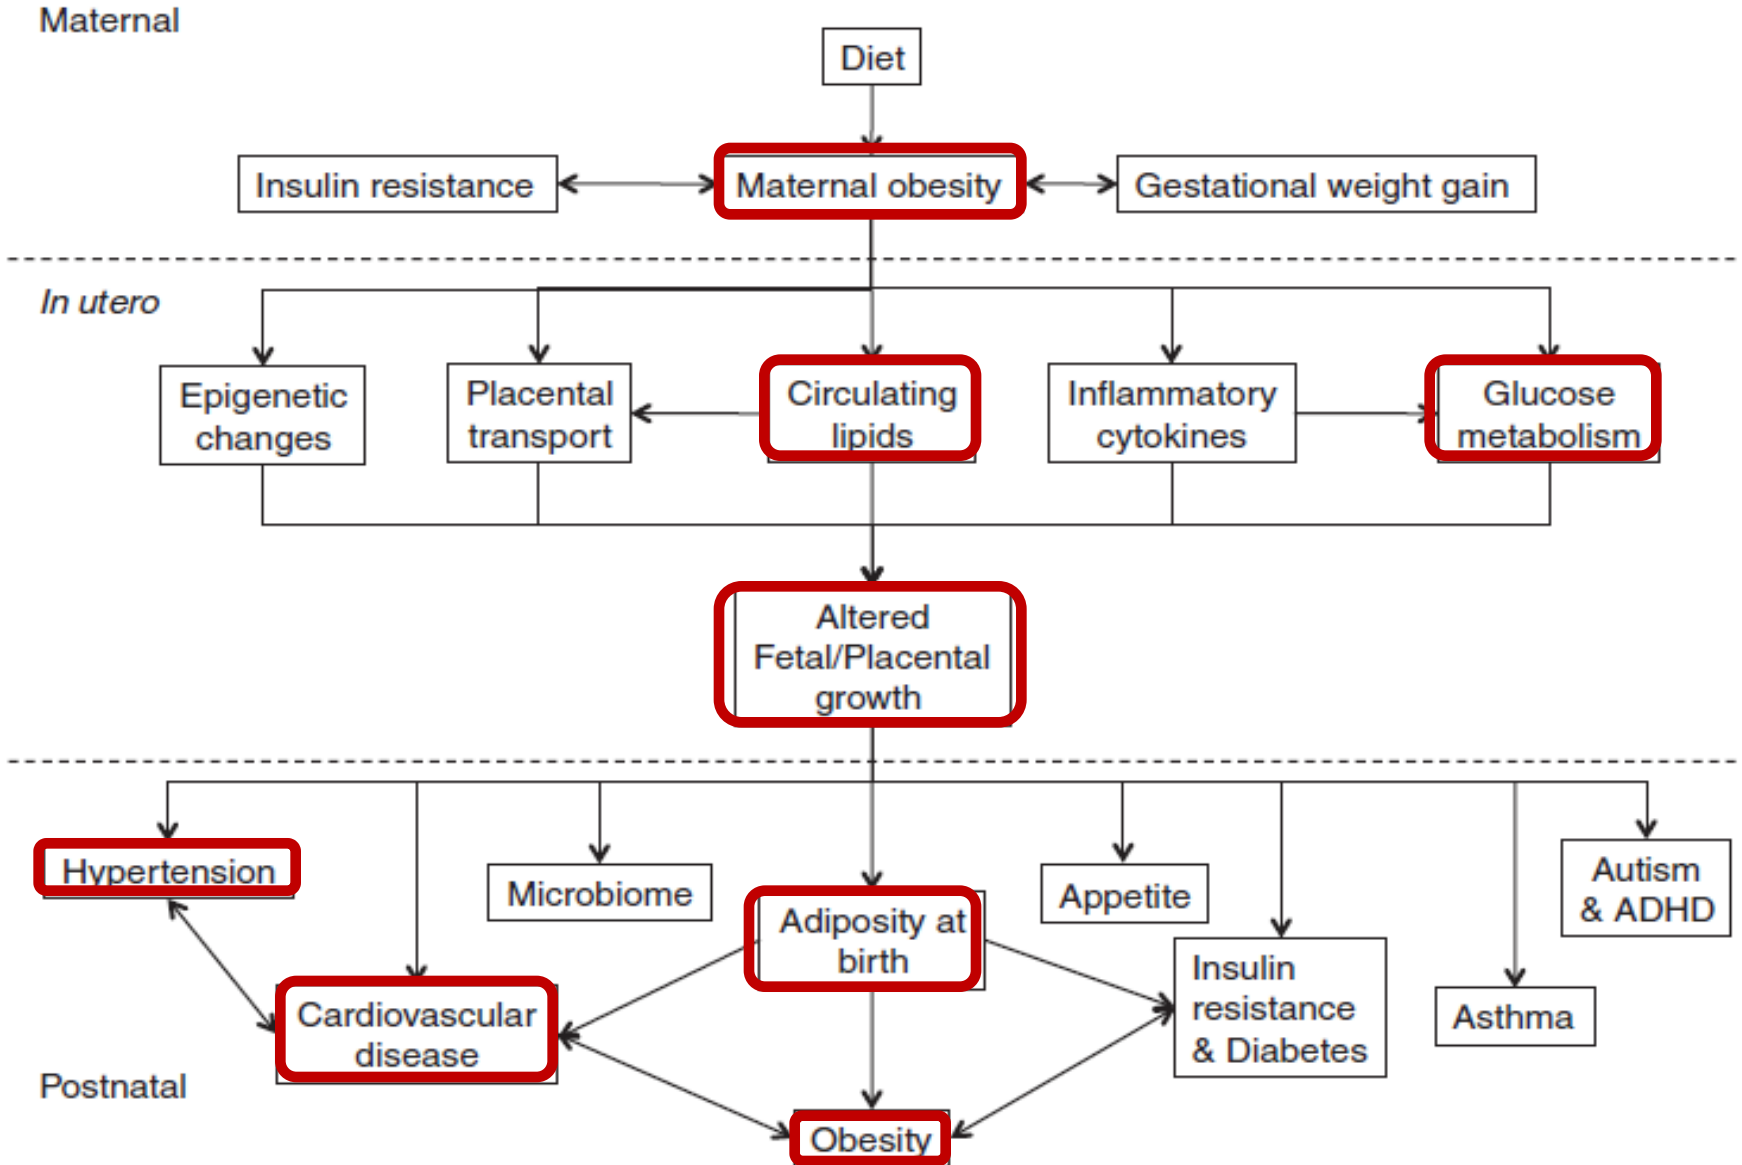 Maternal
Diet
Insulin resistance
Maternal obesity
Gestational weight gain
In utero
Epigenetic
changes
Placental
transport
Circulating
lipids
Inflammatory
cytokines
Glucose
metabolism
Altered
Fetal/Placental
growth
Hypertension
Microbiome
Adiposity at
birth
Appetite
Autism
& ADHD
Cardiovascular
disease
Insulin
resistance
& Diabetes
Asthma
Postnatal
Obesity